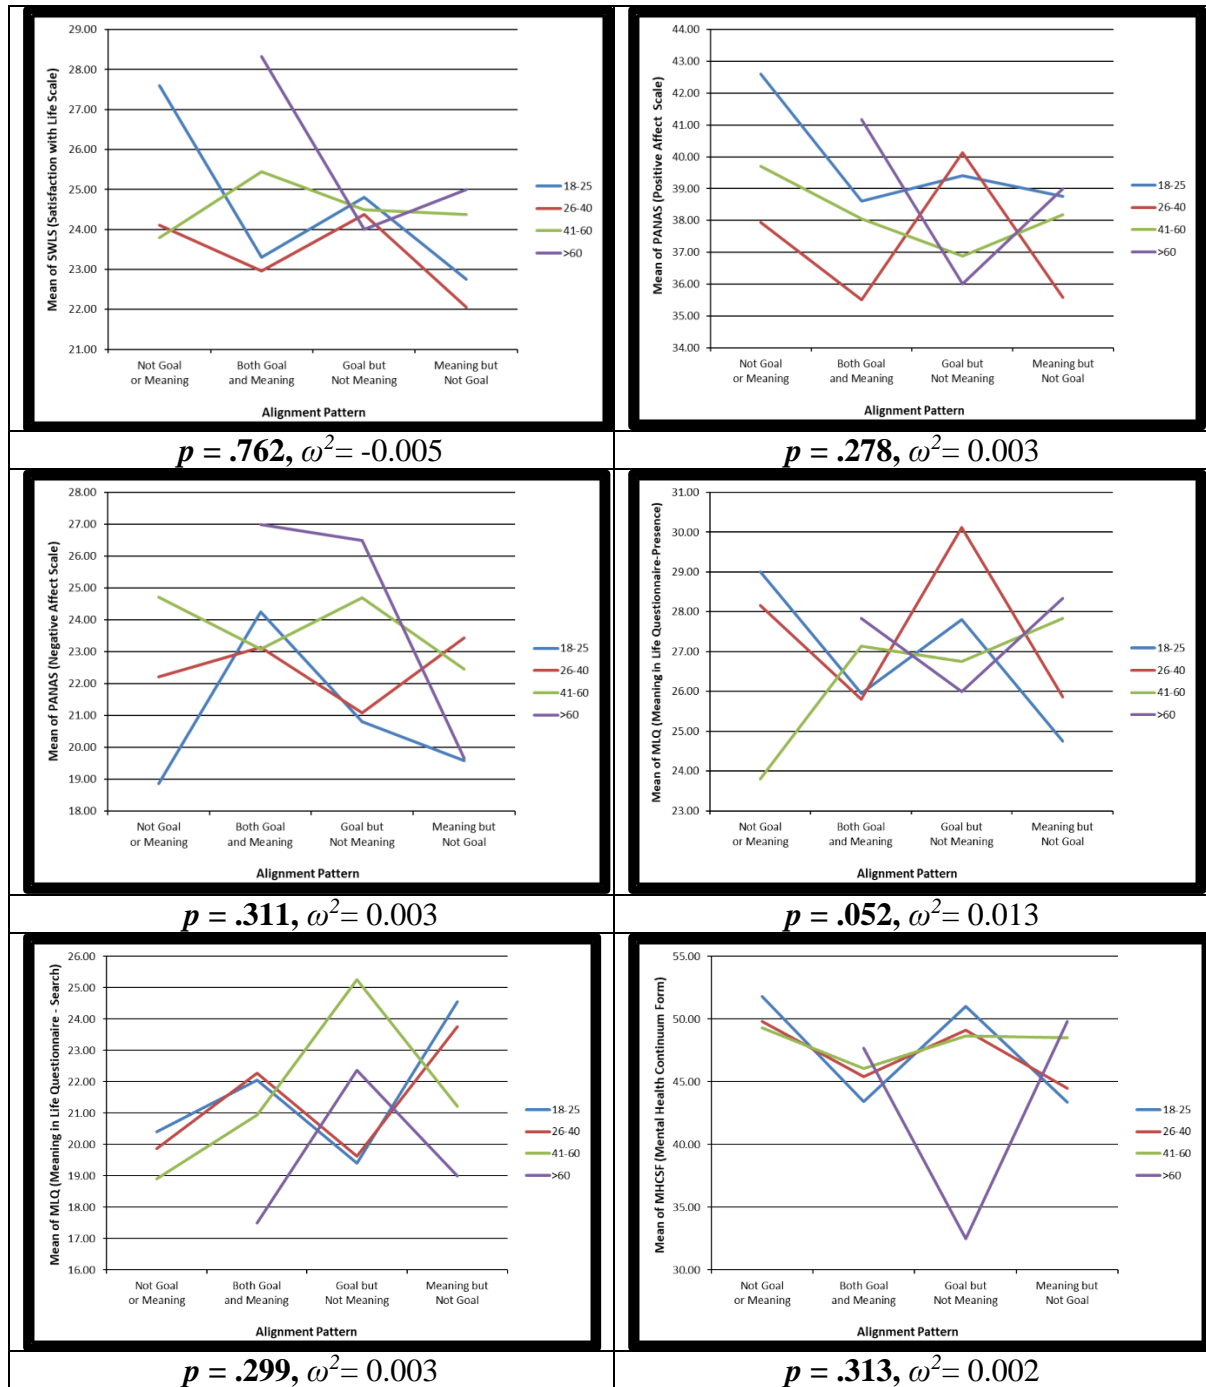 Mean of SWLS (Satisfaction with Life Scale)
29.00
28.00
27.00
26.00
25.00
24.00
23.00
22.00
21.00
Not Goal
or Meaning
Both Goal
and Meaning
Goal but
Not Meaning
Meaning but
Not Goal
Alignment Pattern
18-25
26-40
41-60
>60
p = .762, ω²= -0.005
Mean of PANAS (Positive Affect Scale)
44.00
43.00
42.00
41.00
40.00
39.00
38.00
37.00
36.00
35.00
34.00
Not Goal
or Meaning
Both Goal
and Meaning
Goal but
Not Meaning
Meaning but
Not Goal
Alignment Pattern
18-25
26-40
41-60
>60
p = .278, ω²= 0.003
Mean of PANAS (Negative Affect Scale)
28.00
27.00
26.00
25.00
24.00
23.00
22.00
21.00
20.00
19.00
18.00
Not Goal
or Meaning
Both Goal
and Meaning
Goal but
Not Meaning
Meaning but
Not Goal
Alignment Pattern
18-25
26-40
41-60
>60
p = .311, ω²= 0.003
Mean of MLQ (Meaning in Life Questionnaire-Presence)
31.00
30.00
29.00
28.00
27.00
26.00
25.00
24.00
23.00
Not Goal
or Meaning
Both Goal
and Meaning
Goal but
Not Meaning
Meaning but
Not Goal
Alignment Pattern
18-25
26-40
41-60
>60
p = .052, ω²= 0.013
Mean of MLQ (Meaning in Life Questionnaire - Search)
26.00
25.00
24.00
23.00
22.00
21.00
20.00
19.00
18.00
17.00
16.00
Not Goal
or Meaning
Both Goal
and Meaning
Goal but
Not Meaning
Meaning but
Not Goal
Alignment Pattern
18-25
26-40
41-60
>60
p = .299, ω²= 0.003
Mean of MHCSF (Mental Health Continuum Form)
55.00
50.00
45.00
40.00
35.00
30.00
Not Goal
or Meaning
Both Goal
and Meaning
Goal but
Not Meaning
Meaning but
Not Goal
Alignment Pattern
18-25
26-40
41-60
>60
p = .313, ω²= 0.002